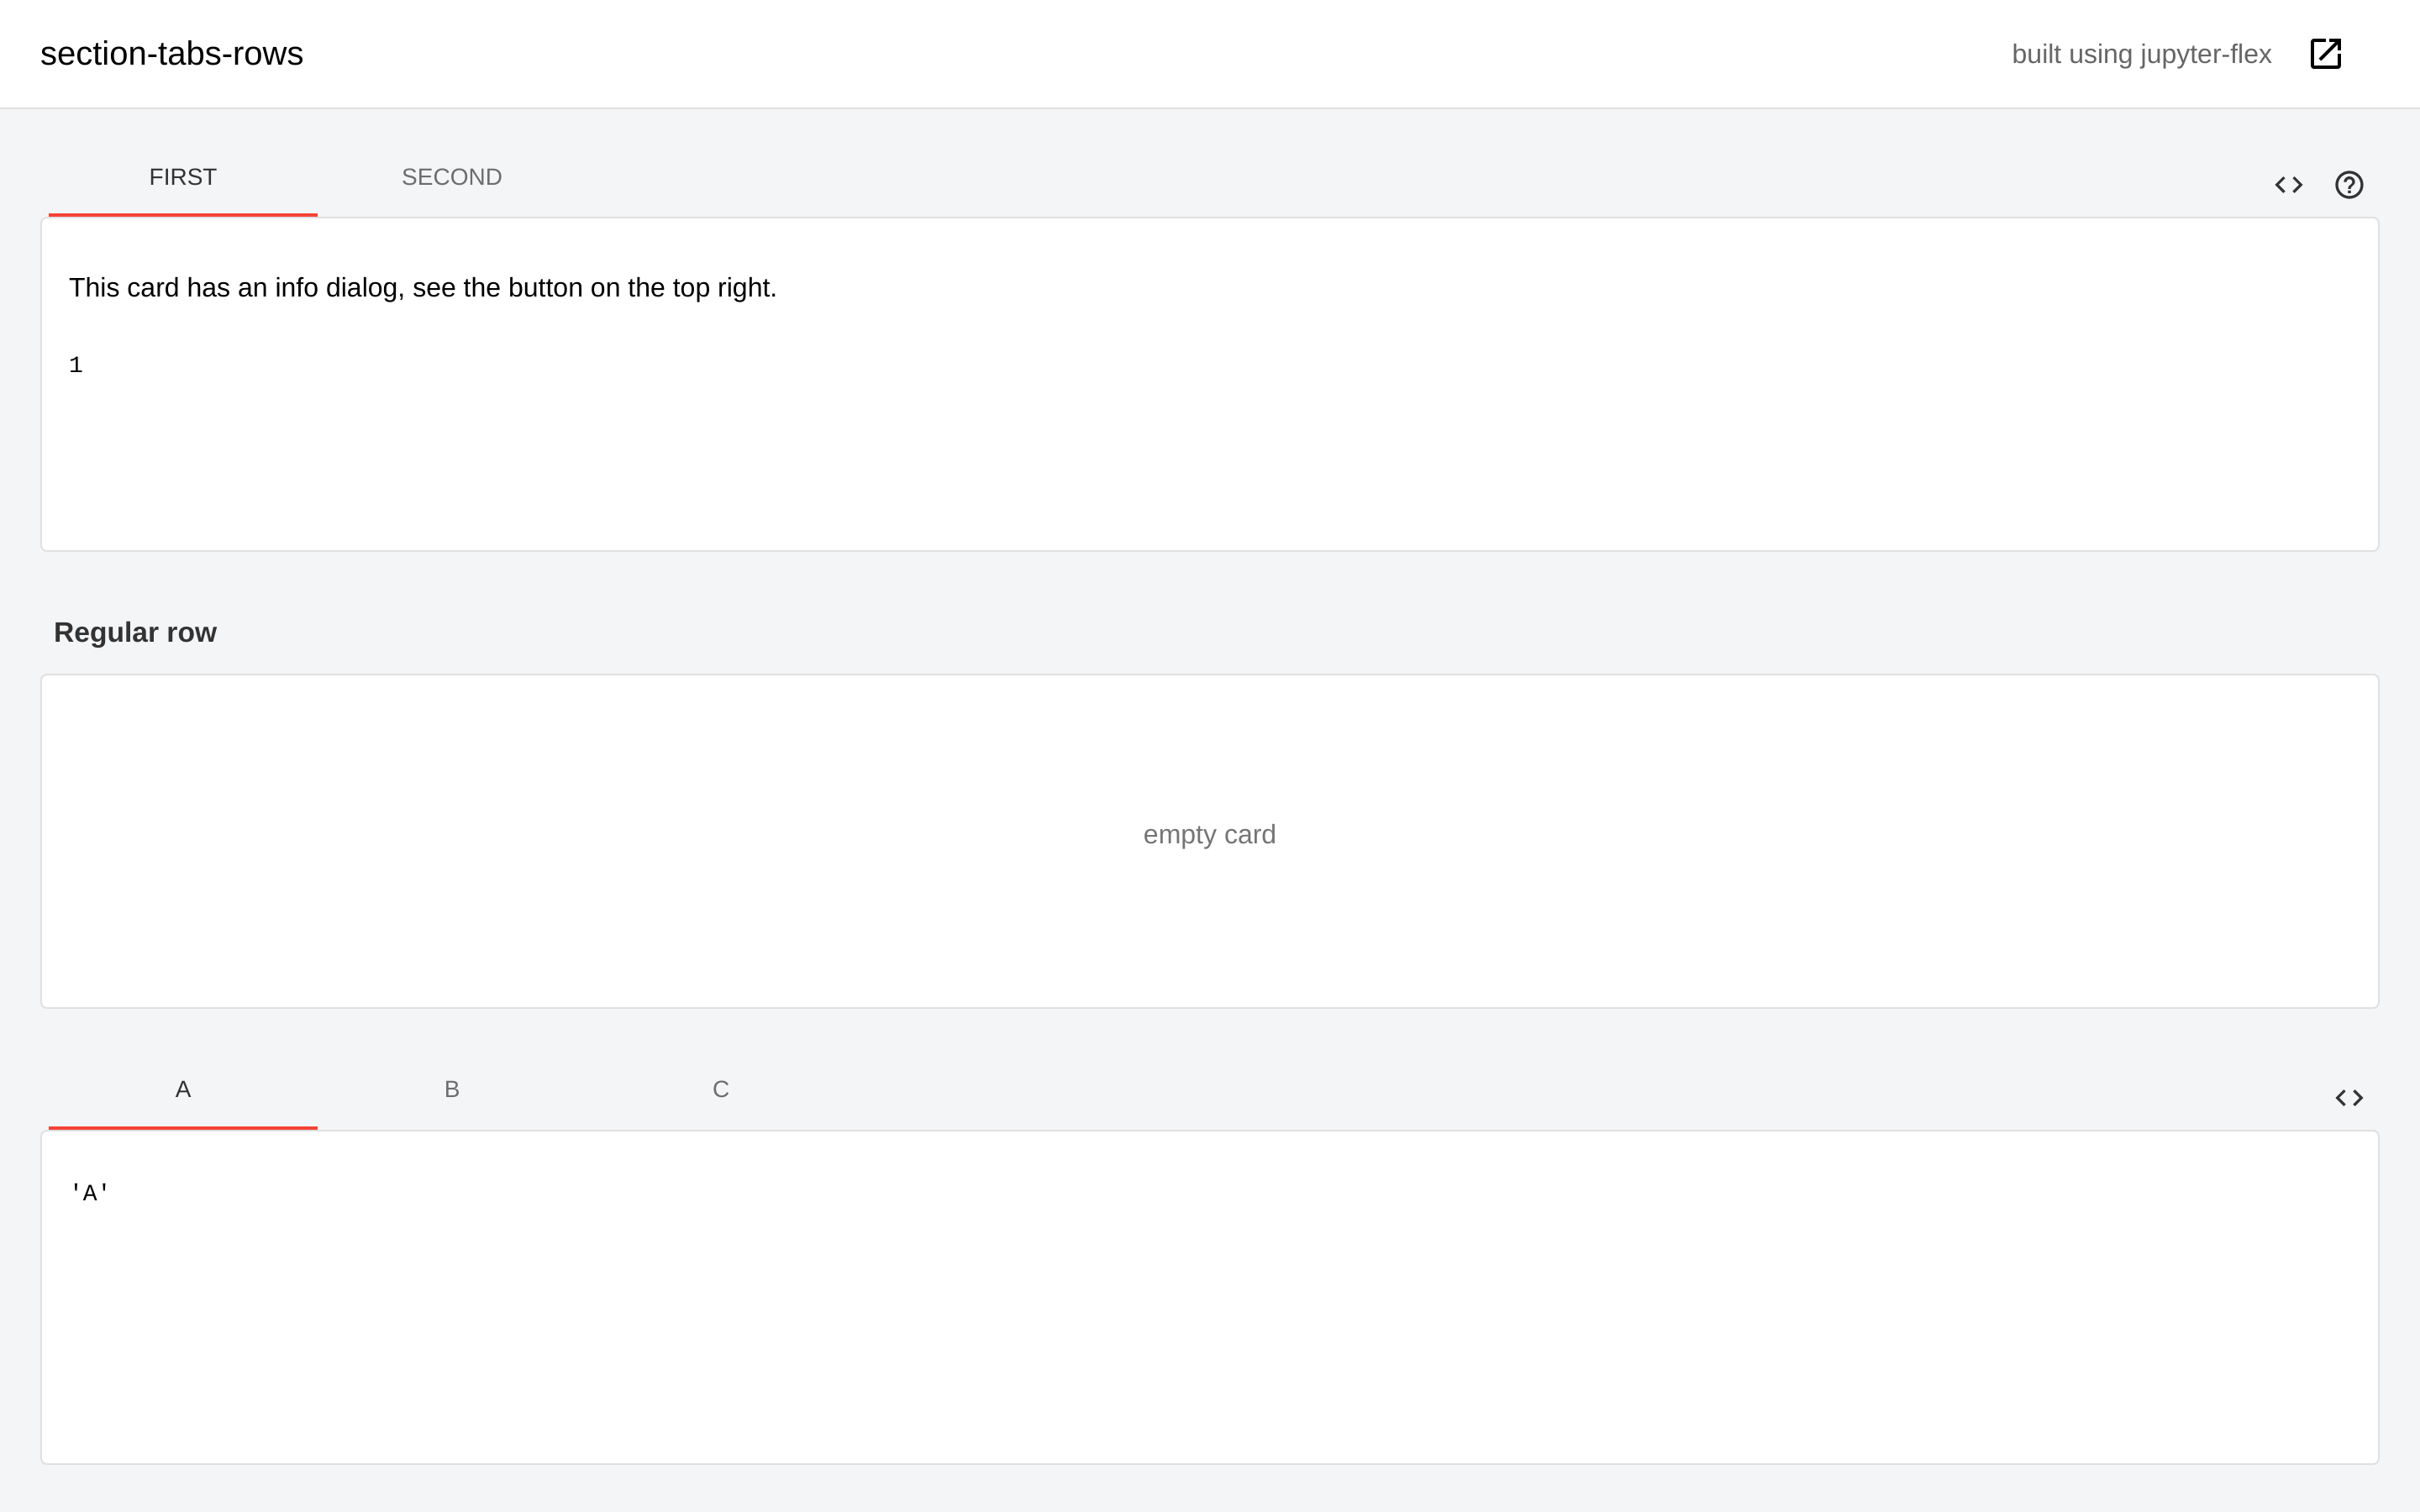 section-tabs-rows
built using jupyter-flex
FIRST
SECOND
This card has an info dialog, see the button on the top right.
1
Regular row
empty card
A
B
C
'A'